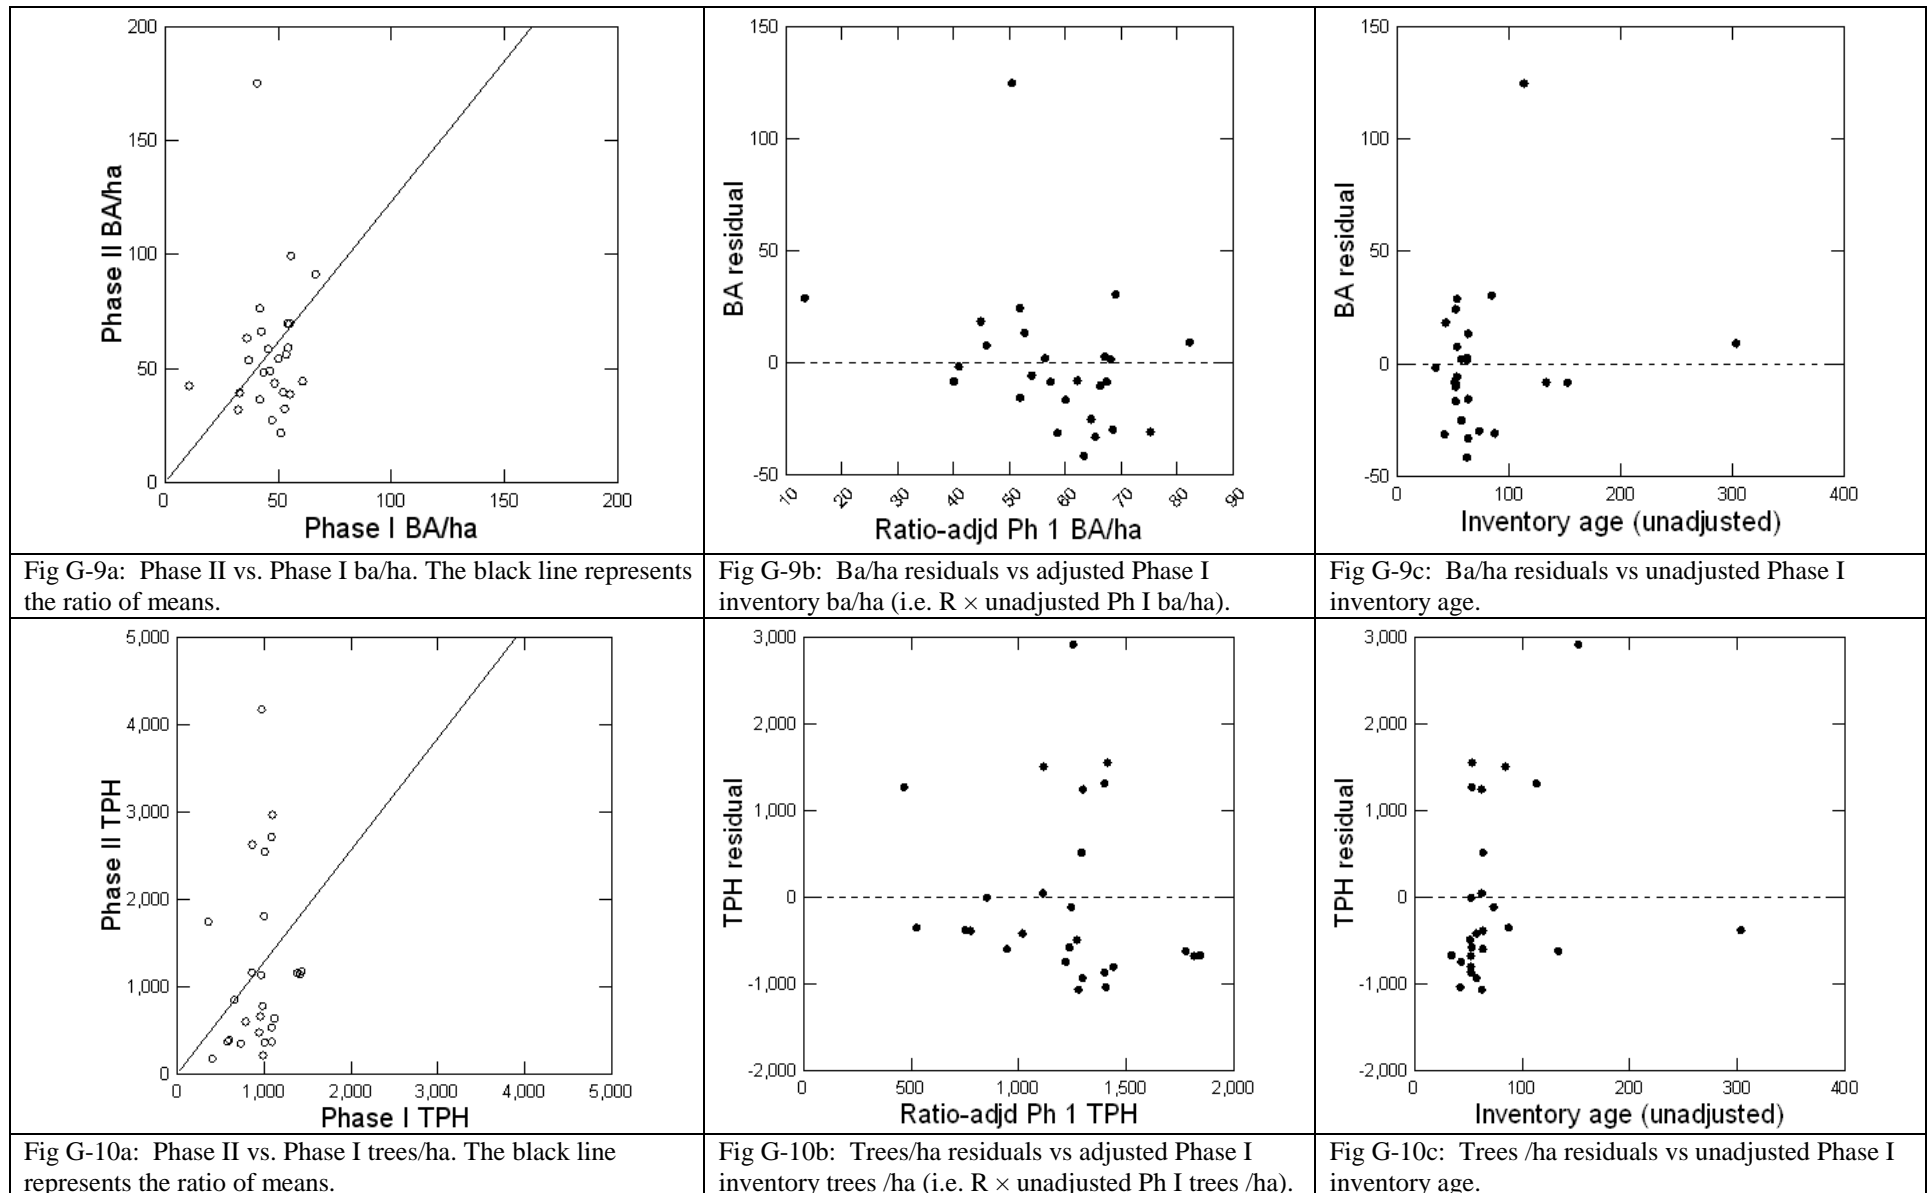 200
150
100
50
0
Phase II BA/ha
0
50
100
150
200
Phase I BA/ha
150
100
50
0
-50
BA residual
10
20
30
40
50
60
70
80
90
Ratio-adjd Ph 1 BA/ha
150
100
50
0
-50
BA residual
0
100
200
300
400
Inventory age (unadjusted)
Fig G-9a: Phase II vs. Phase I ba/ha. The black line represents
the ratio of means.
Fig G-9b: Ba/ha residuals vs adjusted Phase I
inventory ba/ha (i.e. R × unadjusted Ph I ba/ha).
Fig G-9c: Ba/ha residuals vs unadjusted Phase I
inventory age.
5,000
4,000
3,000
2,000
1,000
0
Phase II TPH
0
1,000
2,000
3,000
4,000
5,000
Phase I TPH
3,000
2,000
1,000
0
-1,000
-2,000
TPH residual
0
500
1,000
1,500
2,000
Ratio-adjd Ph 1 TPH
3,000
2,000
1,000
0
-1,000
-2,000
TPH residual
0
100
200
300
400
Inventory age (unadjusted)
Fig G-10a: Phase II vs. Phase I trees/ha. The black line
represents the ratio of means.
Fig G-10b: Trees/ha residuals vs adjusted Phase I
inventory trees /ha (i.e. R × unadjusted Ph I trees /ha).
Fig G-10c: Trees /ha residuals vs unadjusted Phase I
inventory age.